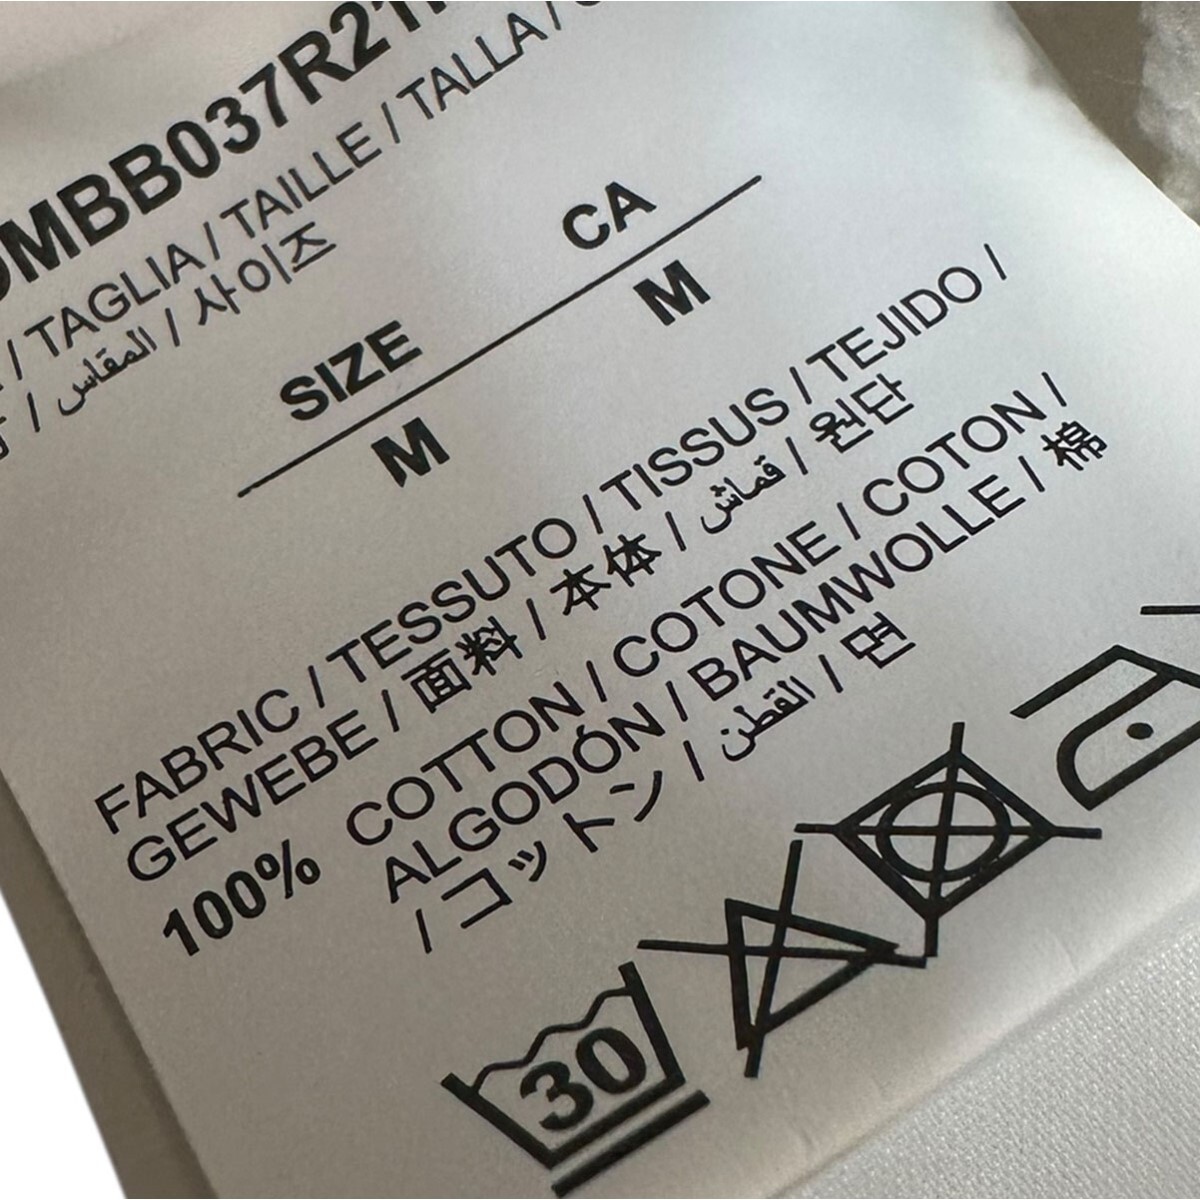 MBB037R21
/ TAGLIA / TAILLE / TALLA /
/ المقاس / 사이즈
SIZE CA
M M
FABRIC / TESSUTO / TISSUS / TEJIDO /
GEWEBE / 面料 / 本体 / قماش / 원단
100% COTTON / COTONE / COTON /
ALGODÓN / BAUMWOLLE / 棉
/ コットン / القطن / 면
30